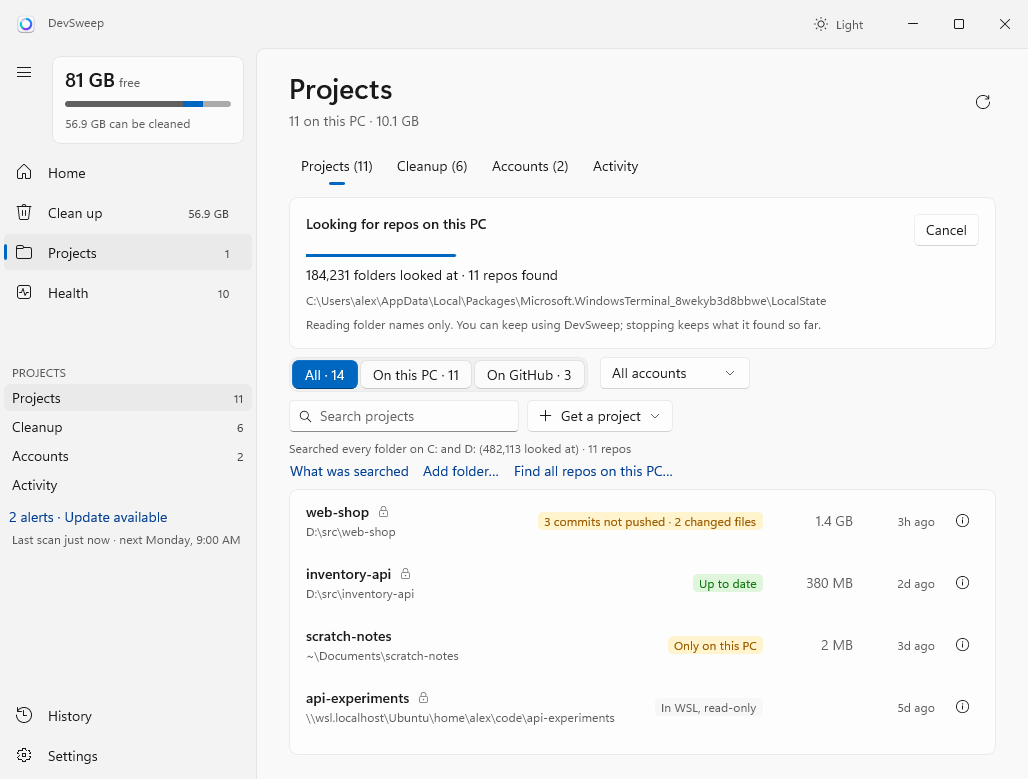 DevSweep
Light
81 GB free
56.9 GB can be cleaned
Home
Clean up 56.9 GB
Projects 1
Health 10
PROJECTS
Projects 11
Cleanup 6
Accounts 2
Activity
2 alerts · Update available
Last scan just now · next Monday, 9:00 AM
History
Settings
Projects
11 on this PC · 10.1 GB
Projects (11) Cleanup (6) Accounts (2) Activity
Looking for repos on this PC
Cancel
184,231 folders looked at · 11 repos found
C:\Users\alex\AppData\Local\Packages\Microsoft.WindowsTerminal_8wekyb3d8bbwe\LocalState
Reading folder names only. You can keep using DevSweep; stopping keeps what it found so far.
All · 14 On this PC · 11 On GitHub · 3 All accounts
Search projects Get a project
Searched every folder on C: and D: (482,113 looked at) · 11 repos
What was searched Add folder... Find all repos on this PC...
web-shop
D:\src\web-shop
3 commits not pushed · 2 changed files 1.4 GB 3h ago
inventory-api
D:\src\inventory-api
Up to date 380 MB 2d ago
scratch-notes
~\Documents\scratch-notes
Only on this PC 2 MB 3d ago
api-experiments
\\wsl.localhost\Ubuntu\home\alex\code\api-experiments
In WSL, read-only 5d ago